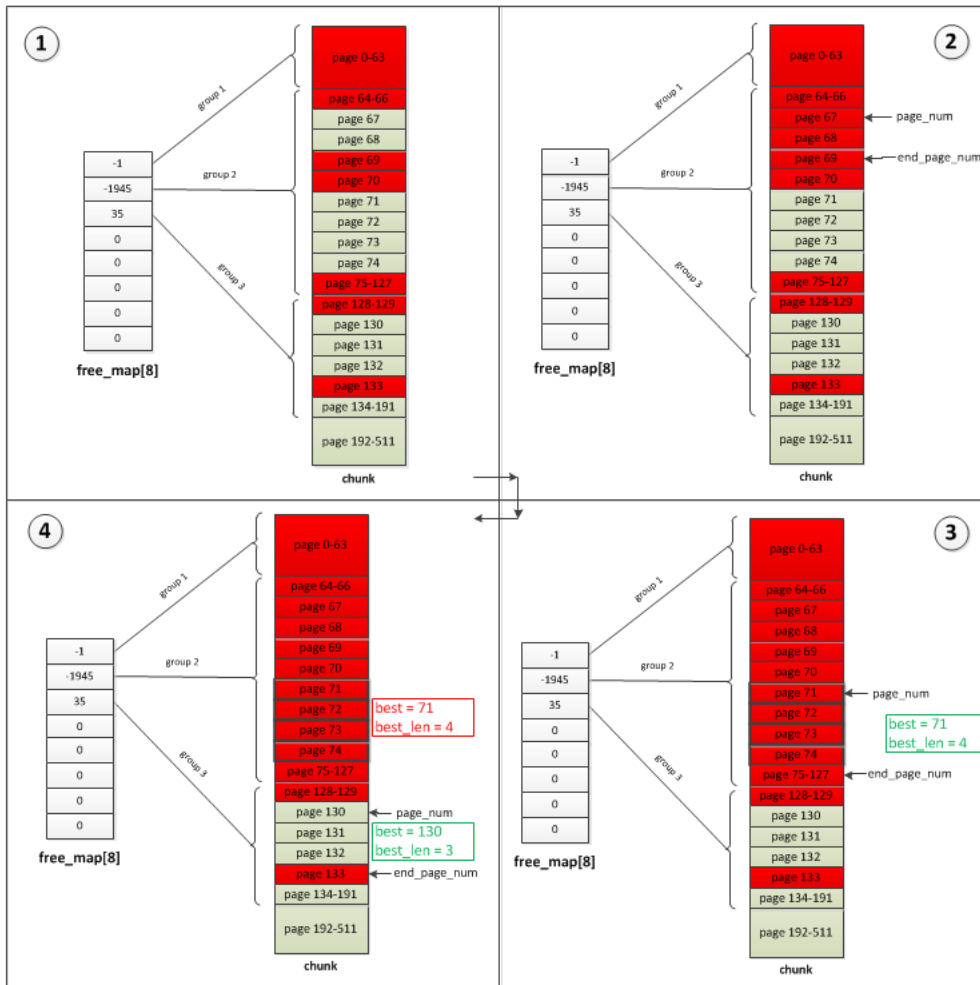 1
group 1
group 2
group 3
-1
-1945
35
0
0
0
0
0
free_map[8]
page 0-63
page 64-66
page 67
page 68
page 69
page 70
page 71
page 72
page 73
page 74
page 75-127
page 128-129
page 130
page 131
page 132
page 133
page 134-191
page 192-511
chunk
2
group 1
group 2
group 3
-1
-1945
35
0
0
0
0
0
free_map[8]
page 0-63
page 64-66
page 67
page_num
page 68
page 69
end_page_num
page 70
page 71
page 72
page 73
page 74
page 75-127
page 128-129
page 130
page 131
page 132
page 133
page 134-191
page 192-511
chunk
4
group 1
group 2
group 3
-1
-1945
35
0
0
0
0
0
free_map[8]
page 0-63
page 64-66
page 67
page 68
page 69
page 70
page 71
page 72
page 73
page 74
best = 71
best_len = 4
page 75-127
page 128-129
page 130
page_num
page 131
page 132
best = 130
best_len = 3
page 133
end_page_num
page 134-191
page 192-511
chunk
3
group 1
group 2
group 3
-1
-1945
35
0
0
0
0
0
free_map[8]
page 0-63
page 64-66
page 67
page 68
page 69
page 70
page 71
page_num
page 72
page 73
page 74
best = 71
best_len = 4
page 75-127
end_page_num
page 128-129
page 130
page 131
page 132
page 133
page 134-191
page 192-511
chunk